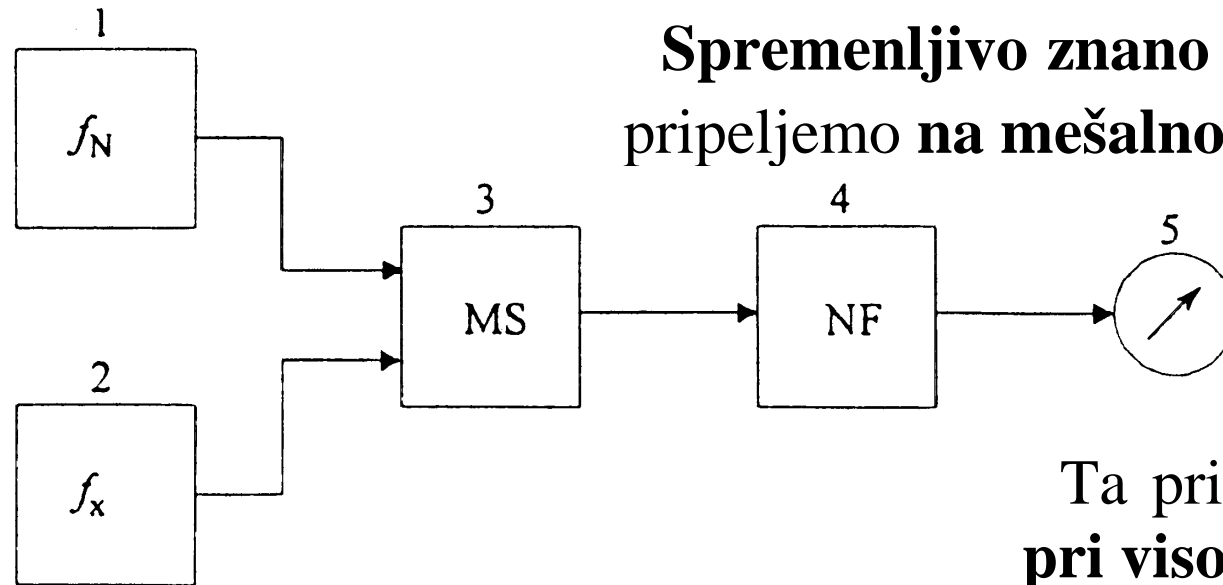 1
Spremenljivo znano
f_N
pripeljemo na mešalno
3
4
5
MS
NF
2
f_x
Ta pri
pri viso